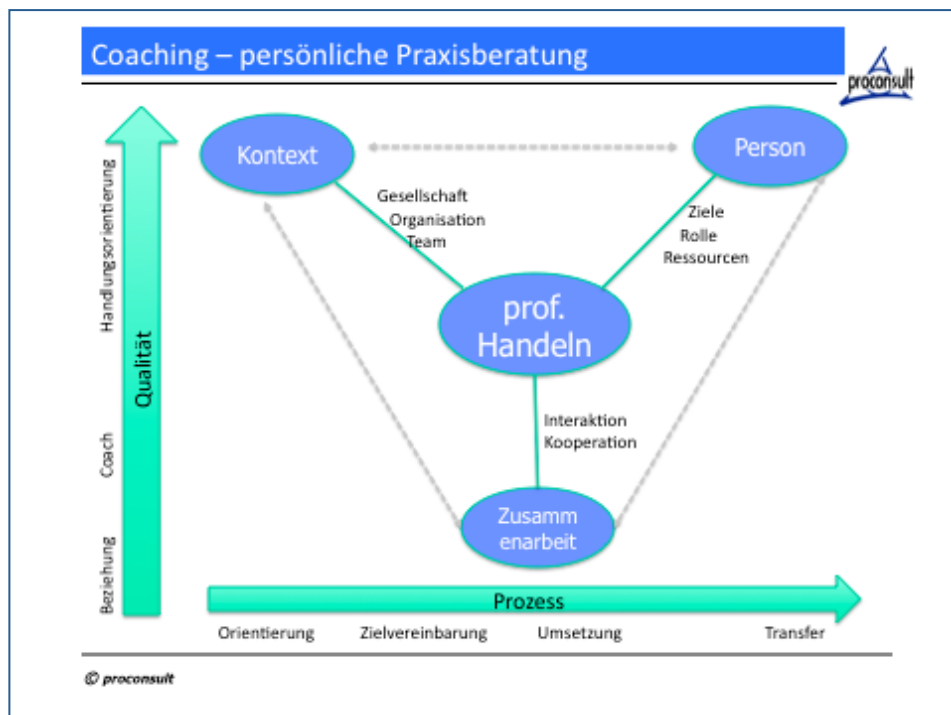 Coaching – persönliche Praxisberatung
proconsult
Kontext
Person
Gesellschaft
Organisation
Team
Ziele
Rolle
Ressourcen
prof.
Handeln
Interaktion
Kooperation
Zusamm
enarbeit
Handlungsorientierung
Coach
Beziehung
Qualität
Prozess
Orientierung Zielvereinbarung Umsetzung Transfer
© proconsult